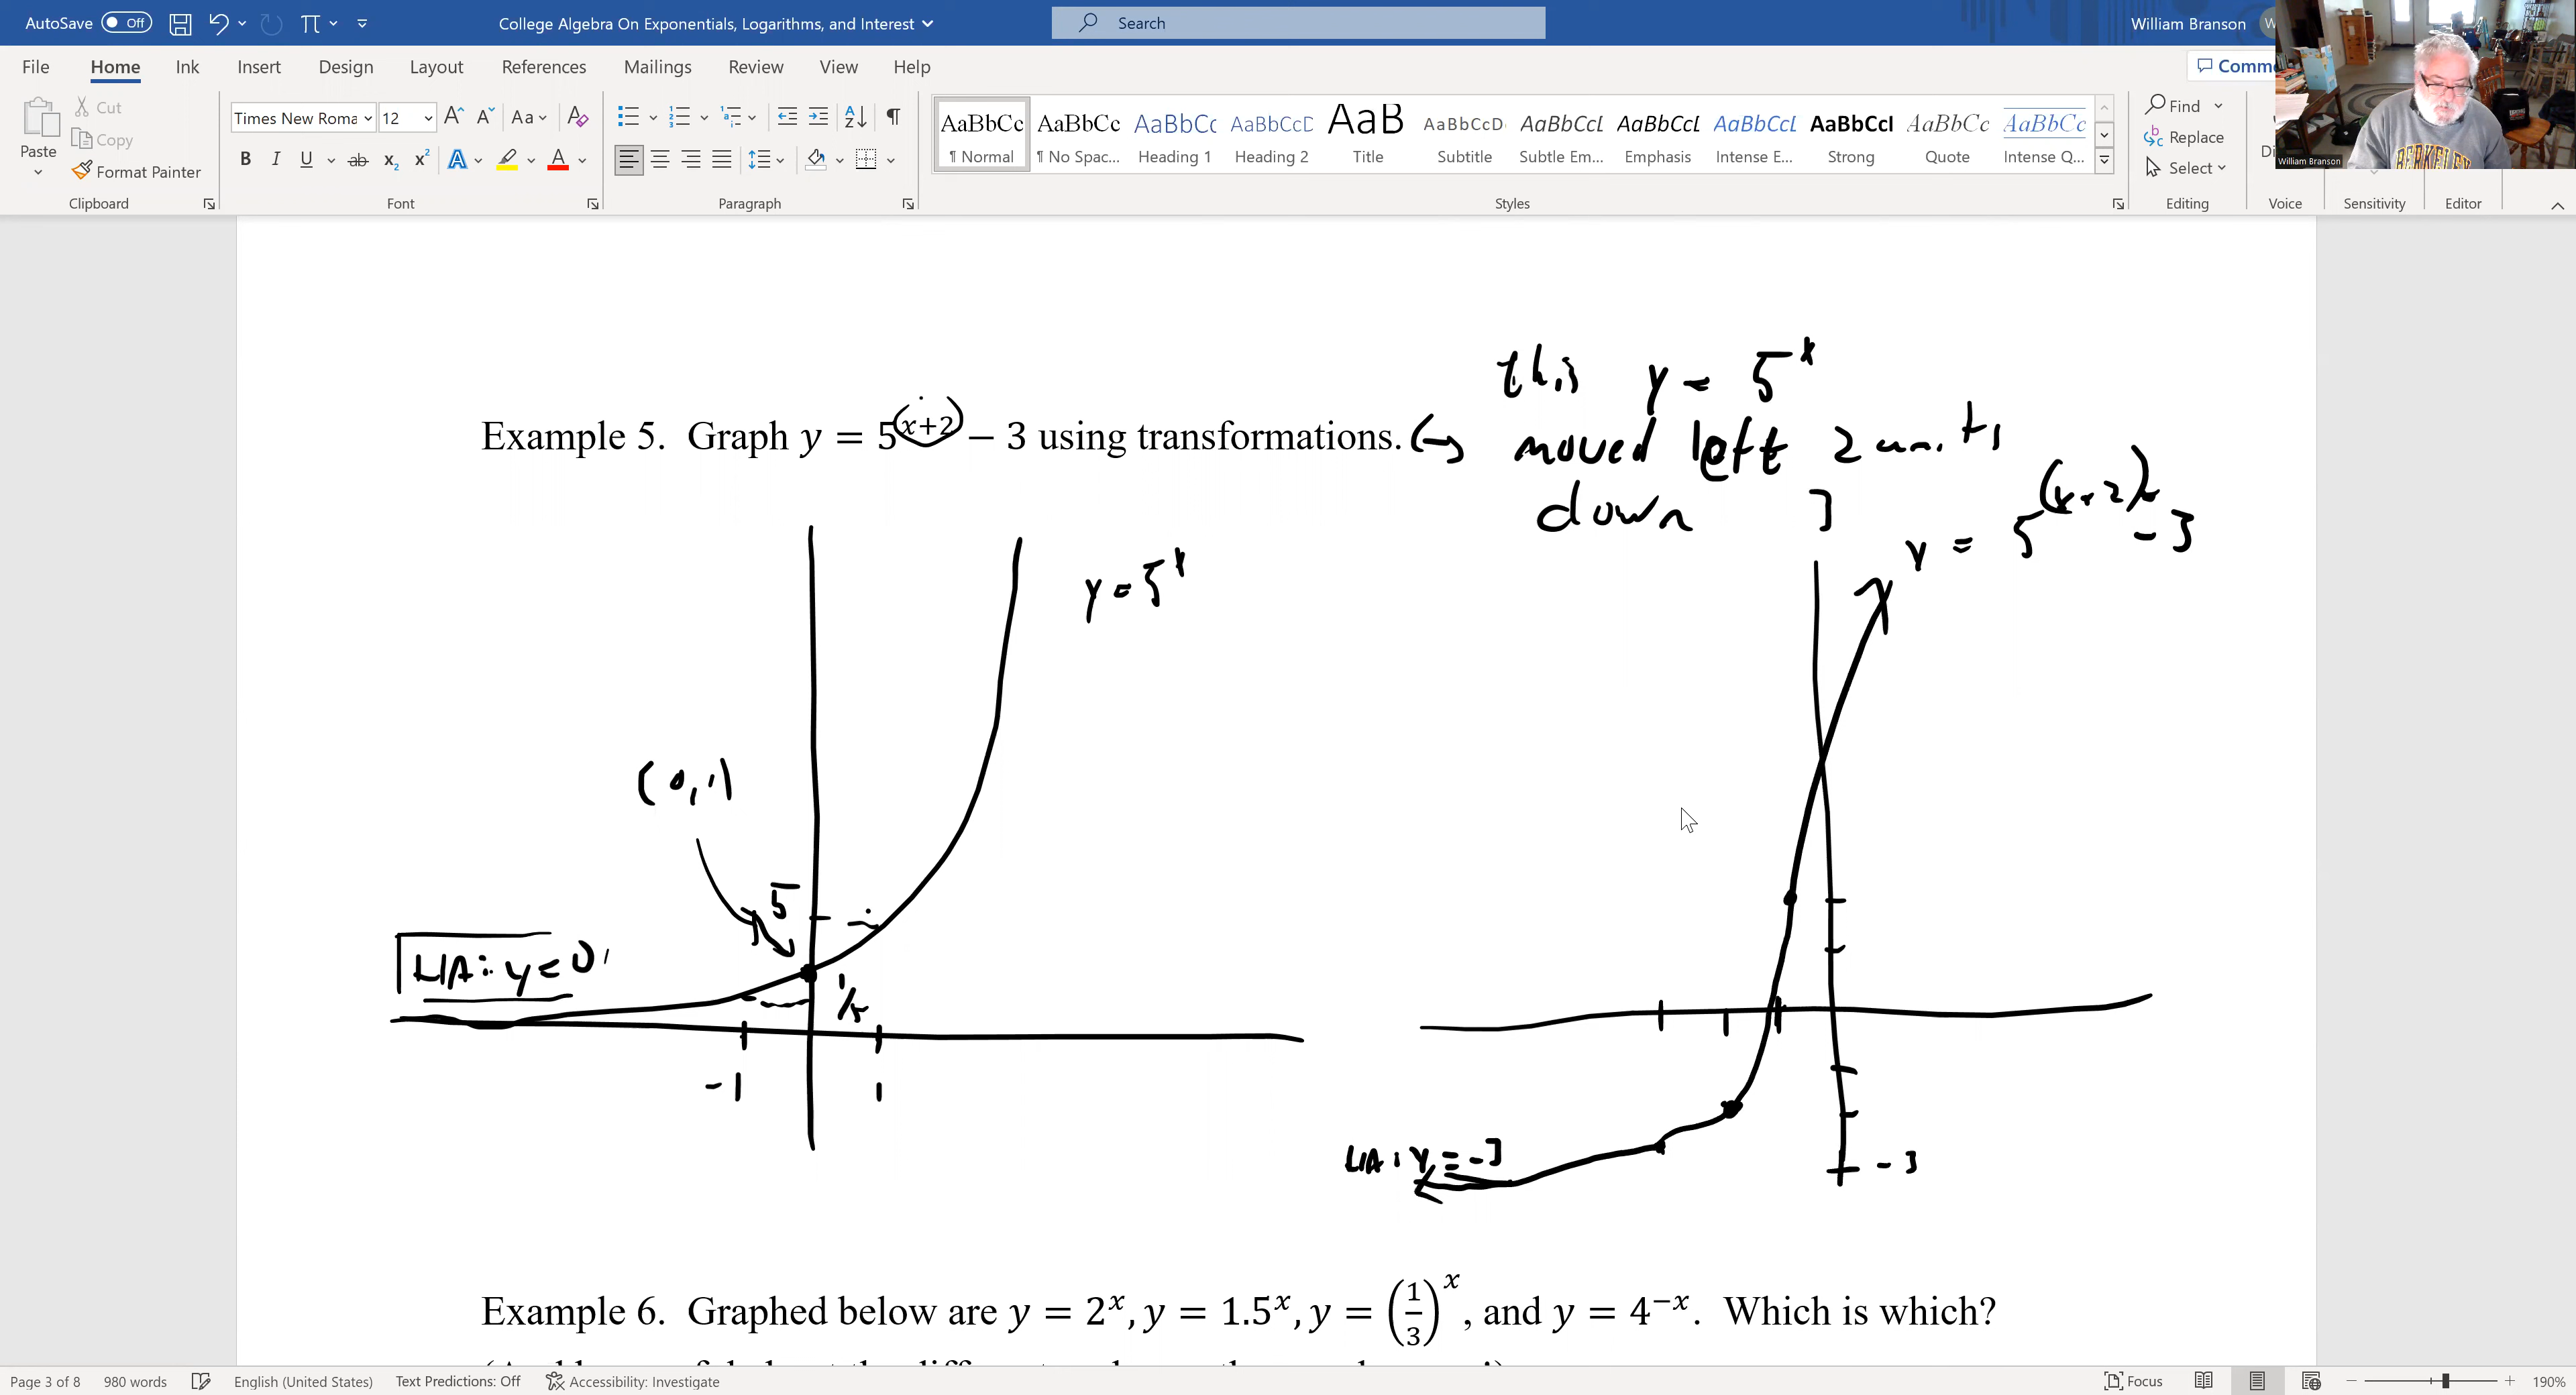 AutoSave Off College Algebra On Exponentials, Logarithms, and Interest Search William Branson W
File Home Ink Insert Design Layout References Mailings Review View Help
Paste Cut Copy Format Painter
Times New Roma 12
AaBbCc AaBbCc AaBbCc AaBbCcD AaB AaBbCcD AaBbCcL AaBbCcL AaBbCcL AaBbCcI AaBbCc AaBbCc
¶ Normal ¶ No Spac... Heading 1 Heading 2 Title Subtitle Subtle Em... Emphasis Intense E... Strong Quote Intense Q...
Find Replace Select
William Branson
BERKELEY
Clipboard Font Paragraph Styles Editing Voice Sensitivity Editor
this y = 5^x
Example 5. Graph y = 5^(x+2) − 3 using transformations. moved left 2 units
down 3
y = 5^(x+2) - 3
y = 5^x
(0,1)
5
HA: y = 0
1/5
-1 1
HA: y = -3
-3
Example 6. Graphed below are y = 2^x, y = 1.5^x, y = (1/3)^x, and y = 4^−x. Which is which?
Page 3 of 8 980 words English (United States) Text Predictions: Off Accessibility: Investigate Focus 190%